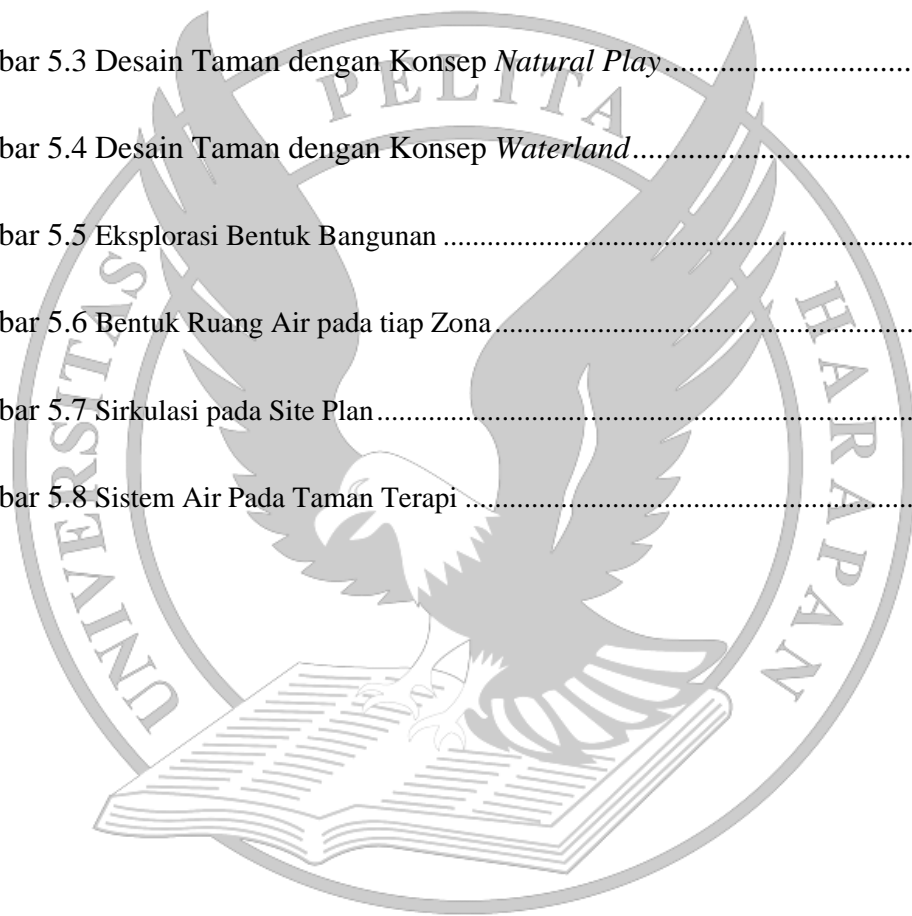 bar 5.3 Desain Taman dengan Konsep Natural Play..................................
bar 5.4 Desain Taman dengan Konsep Waterland......................................
bar 5.5 Eksplorasi Bentuk Bangunan ................................................................
bar 5.6 Bentuk Ruang Air pada tiap Zona.........................................................
bar 5.7 Sirkulasi pada Site Plan.........................................................................
bar 5.8 Sistem Air Pada Taman Terapi .............................................................
UNIVERSITAS PELITA HARAPAN